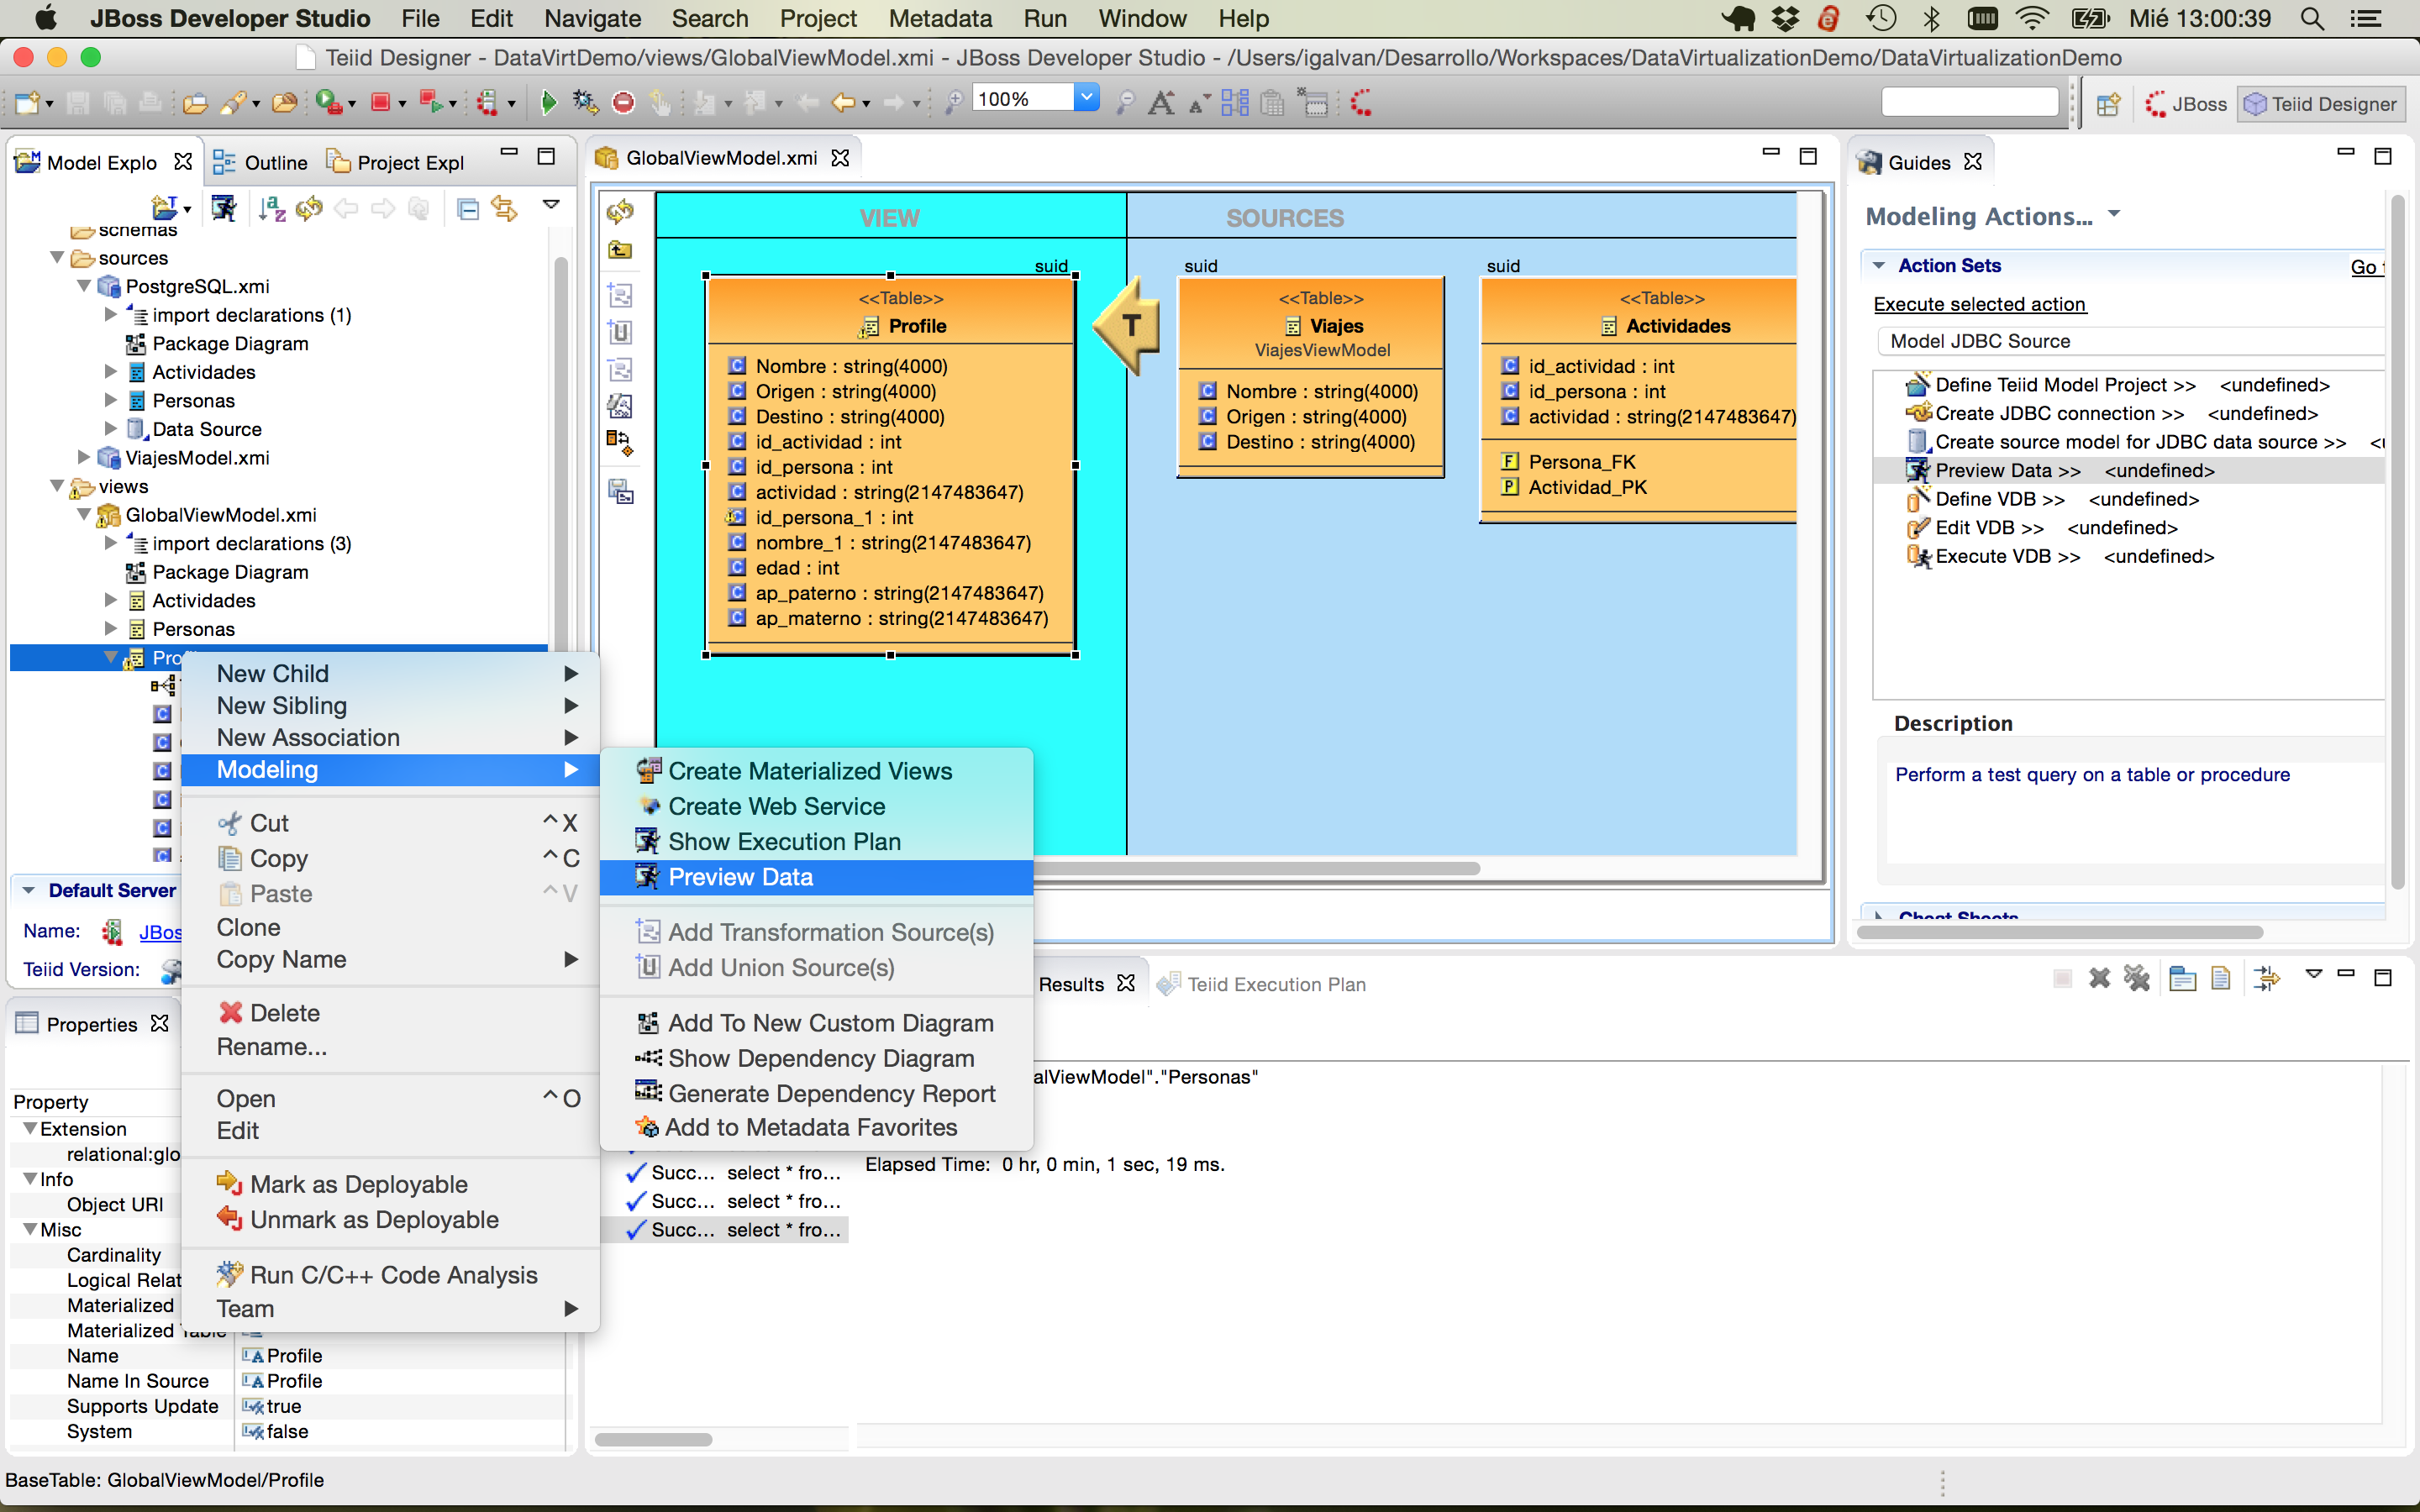 JBoss Developer Studio File Edit Navigate Search Project Metadata Run Window Help Mié 13:00:39
Teiid Designer - DataVirtDemo/views/GlobalViewModel.xmi - JBoss Developer Studio - /Users/igalvan/Desarrollo/Workspaces/DataVirtualizationDemo/DataVirtualizationDemo
100%
JBoss
Teiid Designer
Model Explo
Outline
Project Expl
schemas
sources
PostgreSQL.xmi
import declarations (1)
Package Diagram
Actividades
Personas
Data Source
ViajesModel.xmi
views
GlobalViewModel.xmi
import declarations (3)
Package Diagram
Actividades
Personas
Default Server
Name:
Teiid Version:
New Child
New Sibling
New Association
Modeling
Cut ^X
Copy ^C
Paste ^V
Clone
Copy Name
Delete
Rename...
Open ^O
Edit
Mark as Deployable
Unmark as Deployable
Run C/C++ Code Analysis
Team
Create Materialized Views
Create Web Service
Show Execution Plan
Preview Data
Add Transformation Source(s)
Add Union Source(s)
Add To New Custom Diagram
Show Dependency Diagram
Generate Dependency Report
Add to Metadata Favorites
Properties
Property
Extension
relational:glo
Info
Object URI
Misc
Cardinality
Logical Relat
Materialized
Materialized Table
Name Profile
Name In Source Profile
Supports Update true
System false
GlobalViewModel.xmi
VIEW
SOURCES
suid
<<Table>>
Profile
Nombre : string(4000)
Origen : string(4000)
Destino : string(4000)
id_actividad : int
id_persona : int
actividad : string(2147483647)
id_persona_1 : int
nombre_1 : string(2147483647)
edad : int
ap_paterno : string(2147483647)
ap_materno : string(2147483647)
T
suid
<<Table>>
Viajes
ViajesViewModel
Nombre : string(4000)
Origen : string(4000)
Destino : string(4000)
suid
<<Table>>
Actividades
id_actividad : int
id_persona : int
actividad : string(2147483647)
Persona_FK
Actividad_PK
Results
Teiid Execution Plan
alViewModel"."Personas"
Elapsed Time: 0 hr, 0 min, 1 sec, 19 ms.
Succ... select * fro...
Succ... select * fro...
Succ... select * fro...
Guides
Modeling Actions...
Action Sets
Go
Execute selected action
Model JDBC Source
Define Teiid Model Project >> <undefined>
Create JDBC connection >> <undefined>
Create source model for JDBC data source >>
Preview Data >> <undefined>
Define VDB >> <undefined>
Edit VDB >> <undefined>
Execute VDB >> <undefined>
Description
Perform a test query on a table or procedure
Cheat Sheets
BaseTable: GlobalViewModel/Profile